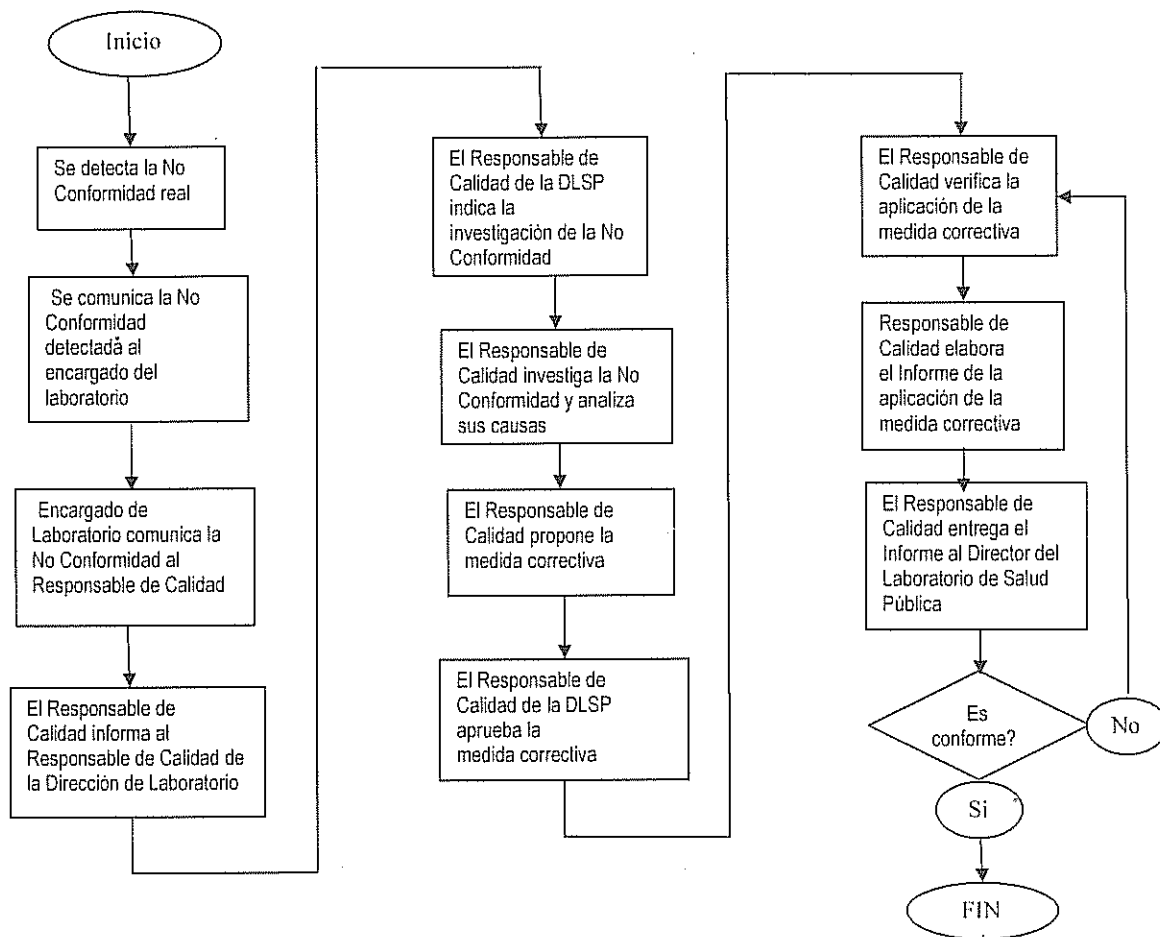 Inicio
Se detecta la No
Conformidad real
Se comunica la No
Conformidad
detectada al
encargado del
laboratorio
Encargado de
Laboratorio comunica la
No Conformidad al
Responsable de Calidad
El Responsable de
Calidad informa al
Responsable de Calidad de
la Dirección de Laboratorio
El Responsable de
Calidad de la DLSP
indica la
investigación de la No
Conformidad
El Responsable de
Calidad investiga la No
Conformidad y analiza
sus causas
El Responsable de
Calidad propone la
medida correctiva
El Responsable de
Calidad de la DLSP
aprueba la
medida correctiva
El Responsable de
Calidad verifica la
aplicación de la
medida correctiva
Responsable de
Calidad elabora
el Informe de la
aplicación de la
medida correctiva
El Responsable de
Calidad entrega el
Informe al Director del
Laboratorio de Salud
Pública
Es
conforme?
No
Si
FIN